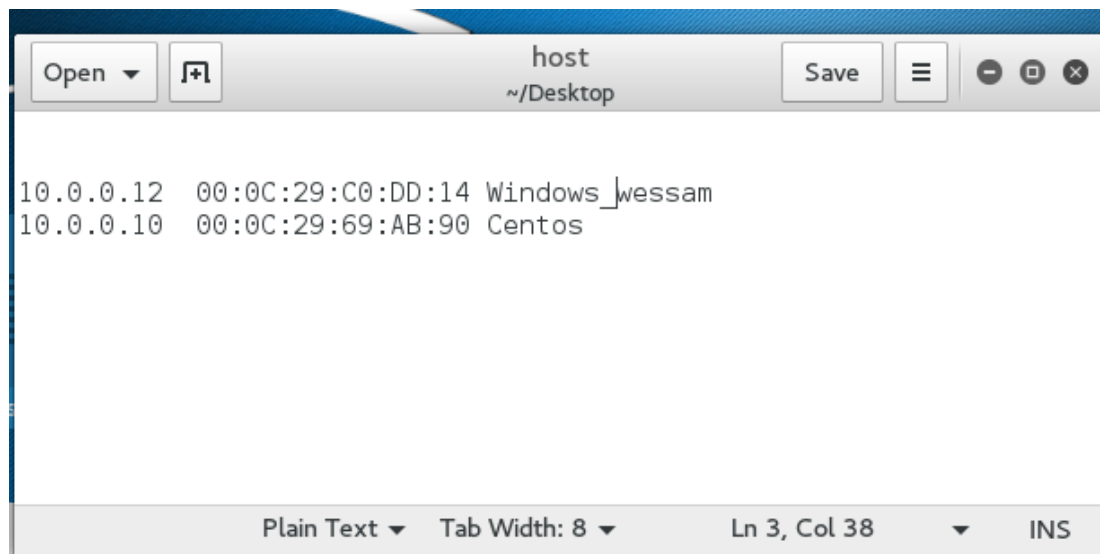 host
Open
~/Desktop
Save
10.0.0.12  00:0C:29:C0:DD:14 Windows_wessam
10.0.0.10  00:0C:29:69:AB:90 Centos
Plain Text
Tab Width: 8
Ln 3, Col 38
INS